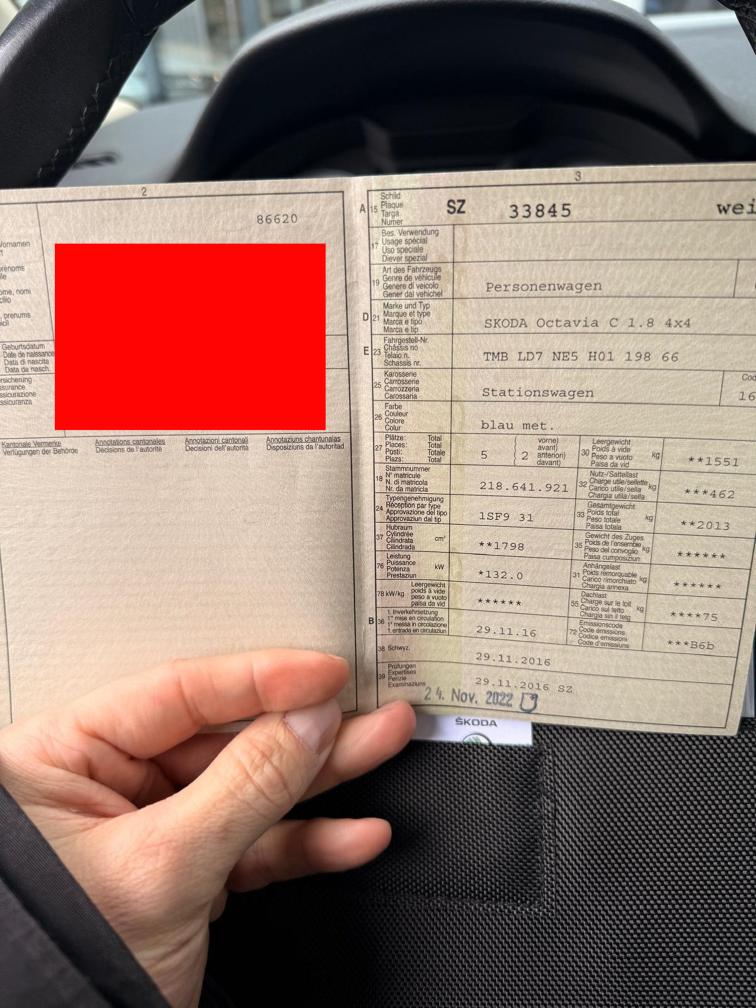 2
86620
Vornamen
Geburtsdatum
Date de naissance
Data di nascita
Data da nasch.
Kantonale Vermerke
Verfügungen der Behörde
Annotations cantonales
Décisions de l'autorité
Annotazioni cantonali
Decisioni dell'autorità
Annotaziuns chantunalas
Disposiziuns da l'autoritad
3
A 15 Schild
Plaque
Targa
Numer
SZ 33845 wei
17 Bes. Verwendung
Usage spécial
Uso speciale
Diever spezial
19 Art des Fahrzeugs
Genre de véhicule
Genere di veicolo
Gener dal vehichel
Personenwagen
D 21 Marke und Typ
Marque et type
Marca e tipo
Marca e tip
SKODA Octavia C 1.8 4x4
E 23 Fahrgestell-Nr.
Châssis no
Telaio n.
Schassis nr.
TMB LD7 NE5 H01 198 66
25 Karosserie
Carrosserie
Carrozzeria
Carossaria
Stationswagen
Cod
16
26 Farbe
Couleur
Colore
Colur
blau met.
27 Plätze: Total
Places: Total
Posti: Totale
Plazs: Total
5
2
vorne)
avant)
anteriori)
davant)
30 Leergewicht
Poids à vide
Peso a vuoto
Paisa da vid
kg
**1551
18 Stammnummer
N° matricule
N. di matricola
Nr. da matricla
218.641.921
32 Nutz-/Sattellast
Charge utile/sellette
Carico utile/sella
Chargia utila/sella
kg
***462
24 Typengenehmigung
Réception par type
Approvazione del tipo
Approvaziun dal tip
1SF9 31
33 Gesamtgewicht
Poids total
Peso totale
Paisa totala
kg
**2013
37 Hubraum
Cylindrée
Cilindrata
Cilindrada
cm³
**1798
35 Gewicht des Zuges
Poids de l'ensemble
Peso del convoglio
Paisa cumposiziun
kg
******
76 Leistung
Puissance
Potenza
Prestaziun
kW
*132.0
31 Anhängelast
Poids remorquable
Carico rimorchiato
Chargia annexa
kg
******
78 kW/kg Leergewicht
poids à vide
peso a vuoto
paisa da vid
******
55 Dachlast
Charge sur le toit
Carico sul tetto
Chargia sin il tetg
kg
****75
B 36 1. Inverkehrsetzung
1re mise en circulation
1a messa in circolazione
1. entrada en circulaziun
29.11.16
72 Emissionscode
Code émissions
Codice emissioni
Code d'emissiuns
***B6b
38 Schwyz,
29.11.2016
39 Prüfungen
Expertises
Perizie
Examinaziuns
29.11.2016 SZ
24. Nov. 2022
ŠKODA